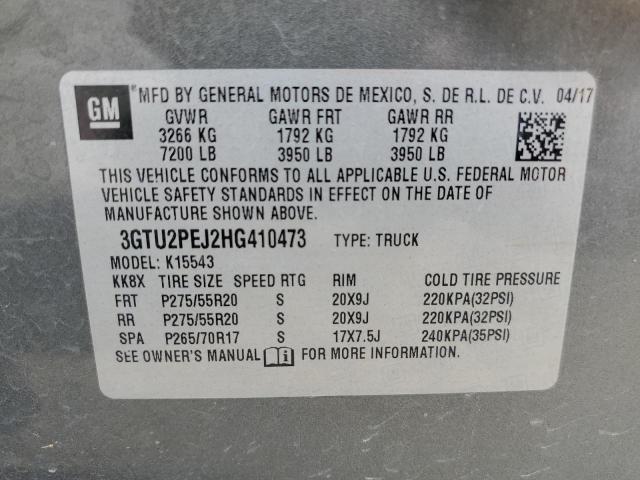 GM MFD BY GENERAL MOTORS DE MEXICO, S. DE R.L. DE C.V. 04/17
GVWR GAWR FRT GAWR RR
3266 KG 1792 KG 1792 KG
7200 LB 3950 LB 3950 LB
THIS VEHICLE CONFORMS TO ALL APPLICABLE U.S. FEDERAL MOTOR
VEHICLE SAFETY STANDARDS IN EFFECT ON THE DATE OF
MANUFACTURE SHOWN ABOVE.
3GTU2PEJ2HG410473 TYPE: TRUCK
MODEL: K15543
KK8X TIRE SIZE SPEED RTG RIM COLD TIRE PRESSURE
FRT P275/55R20 S 20X9J 220KPA(32PSI)
RR P275/55R20 S 20X9J 220KPA(32PSI)
SPA P265/70R17 S 17X7.5J 240KPA(35PSI)
SEE OWNER'S MANUAL i FOR MORE INFORMATION.